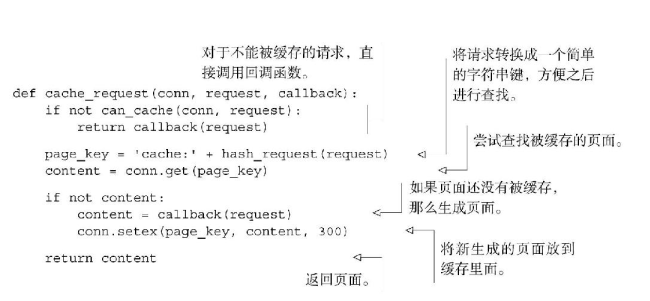 对于不能被缓存的请求，直
接调用回调函数。
将请求转换成一个简单
的字符串键，方便之后
进行查找。
def cache_request(conn, request, callback):
    if not can_cache(conn, request):
        return callback(request)
    page_key = 'cache:' + hash_request(request)
    content = conn.get(page_key)
尝试查找被缓存的页面。
    if not content:
        content = callback(request)
        conn.setex(page_key, content, 300)
如果页面还没有被缓存，
那么生成页面。
将新生成的页面放到
缓存里面。
    return content
返回页面。